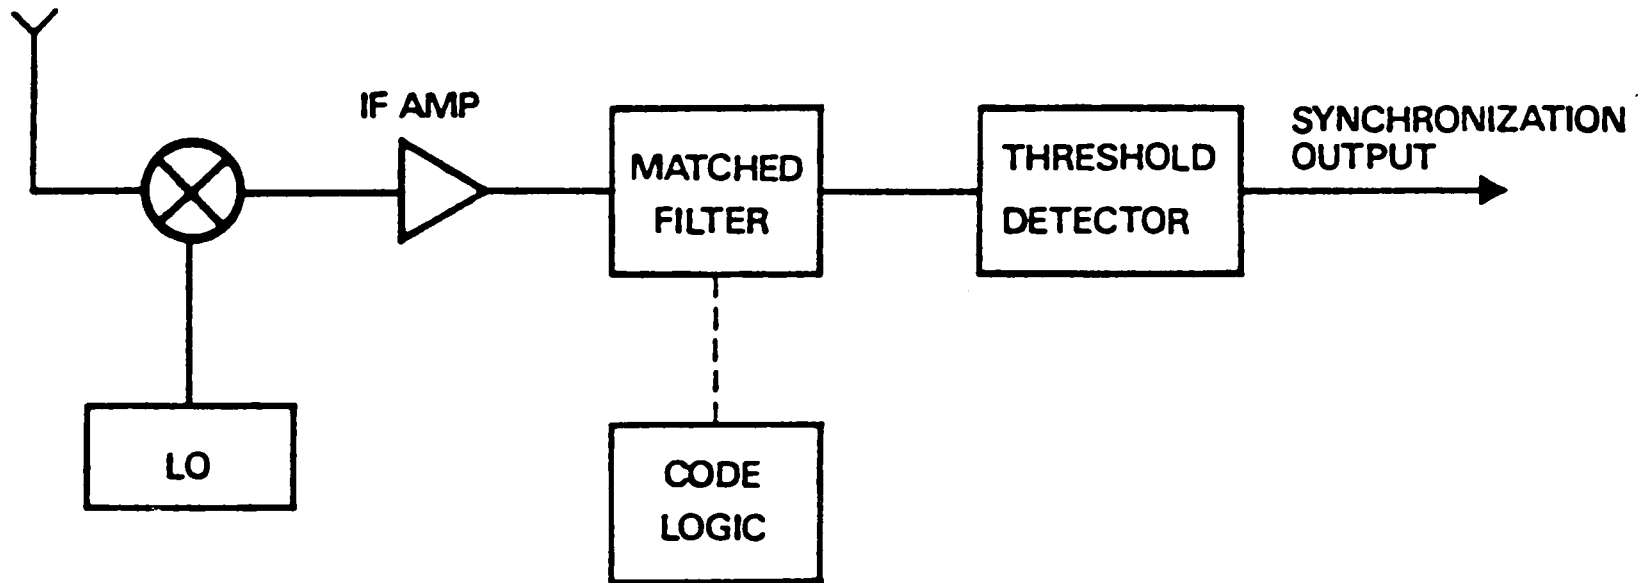 IF AMP
MATCHED
FILTER
THRESHOLD
DETECTOR
SYNCHRONIZATION
OUTPUT
LO
CODE
LOGIC